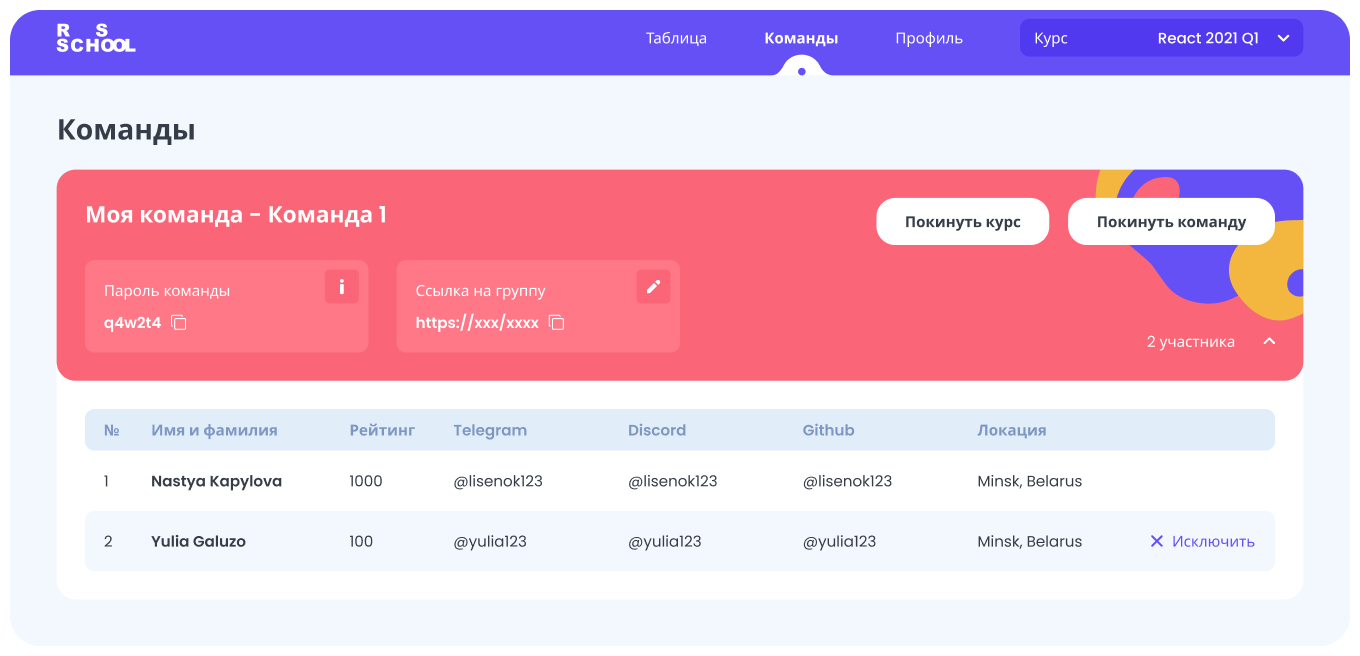 RS
SCHOOL
Таблица Команды Профиль Курс React 2021 Q1
Команды
Моя команда - Команда 1
Покинуть курс Покинуть команду
Пароль команды Ссылка на группу
q4w2t4 https://xxx/xxxx
2 участника
№ Имя и фамилия Рейтинг Telegram Discord Github Локация
1 Nastya Kapylova 1000 @lisenok123 @lisenok123 @lisenok123 Minsk, Belarus
2 Yulia Galuzo 100 @yulia123 @yulia123 @yulia123 Minsk, Belarus Исключить